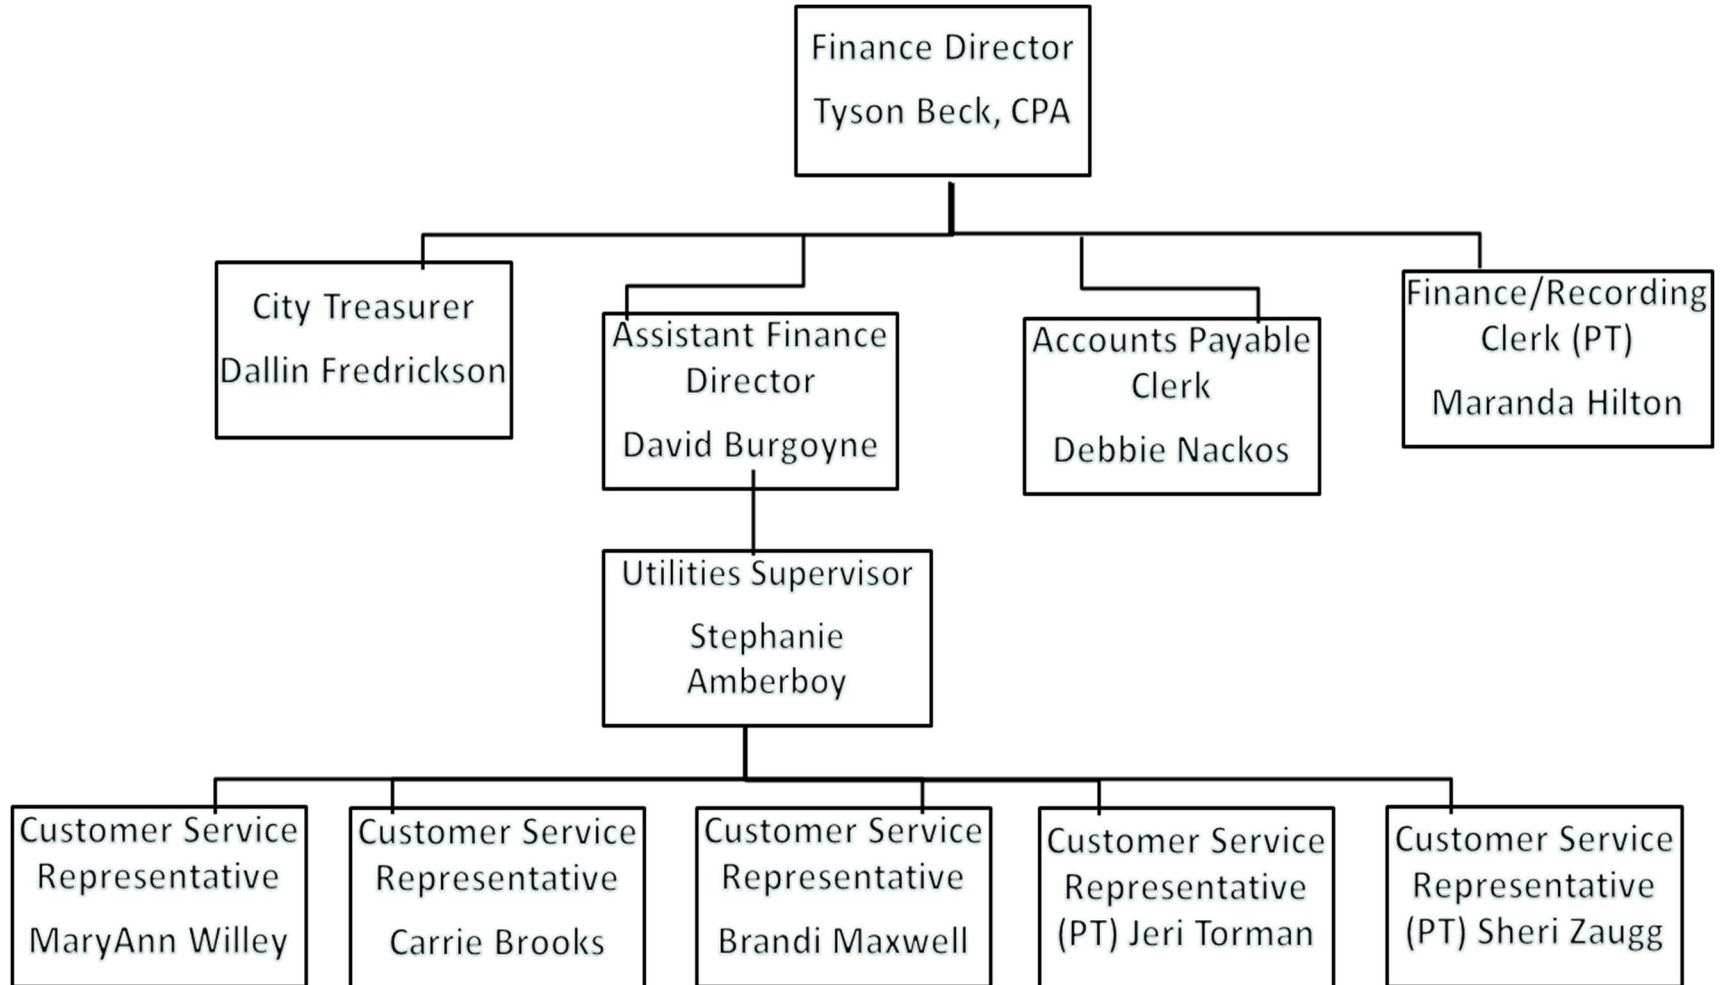 Finance Director
Tyson Beck, CPA
City Treasurer
Dallin Fredrickson
Assistant Finance
Director
David Burgoyne
Accounts Payable
Clerk
Debbie Nackos
Finance/Recording
Clerk (PT)
Maranda Hilton
Utilities Supervisor
Stephanie
Amberboy
Customer Service
Representative
MaryAnn Willey
Customer Service
Representative
Carrie Brooks
Customer Service
Representative
Brandi Maxwell
Customer Service
Representative
(PT) Jeri Torman
Customer Service
Representative
(PT) Sheri Zaugg